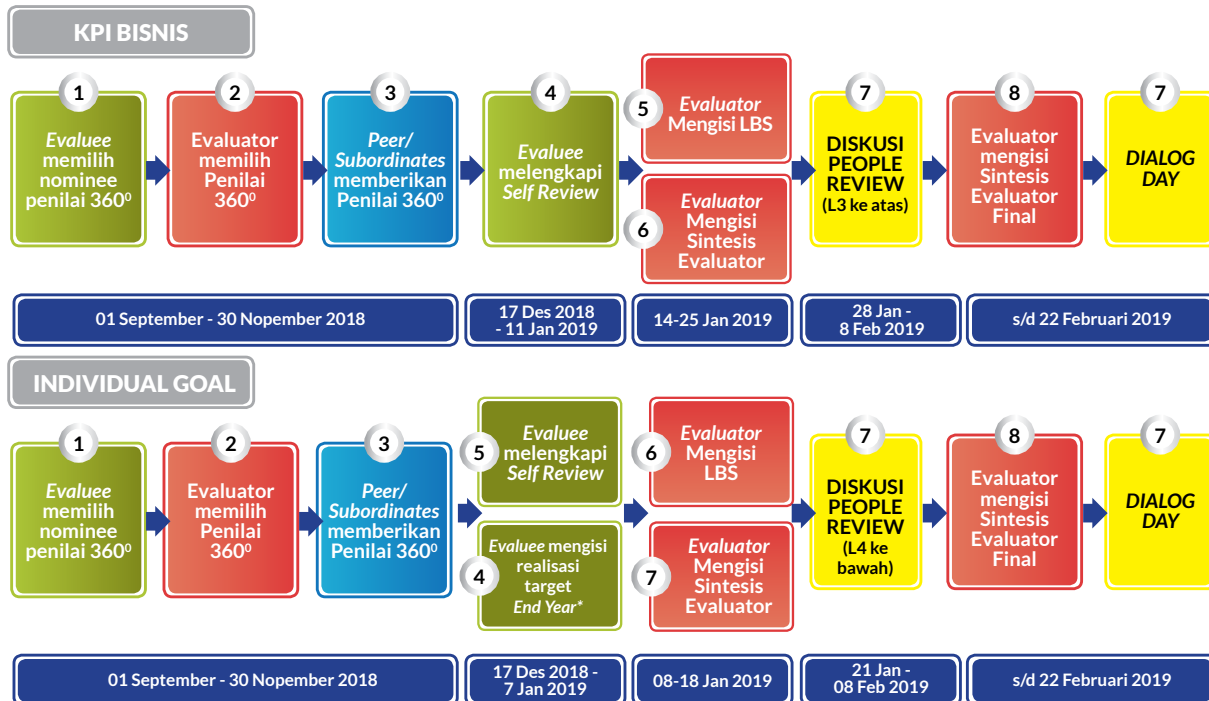 KPI BISNIS
1
Evaluee
memilih
nominee
penilai 360⁰
2
Evaluator
memilih
Penilai
360⁰
3
Peer/
Subordinates
memberikan
Penilai 360⁰
4
Evaluee
melengkapi
Self Review
5
Evaluator
Mengisi LBS
6
Evaluator
Mengisi
Sintesis
Evaluator
7
DISKUSI
PEOPLE
REVIEW
(L3 ke atas)
8
Evaluator
mengisi
Sintesis
Evaluator
Final
7
DIALOG
DAY
01 September - 30 Nopember 2018
17 Des 2018
- 11 Jan 2019
14-25 Jan 2019
28 Jan -
8 Feb 2019
s/d 22 Februari 2019
INDIVIDUAL GOAL
1
Evaluee
memilih
nominee
penilai 360⁰
2
Evaluator
memilih
Penilai
360⁰
3
Peer/
Subordinates
memberikan
Penilai 360⁰
5
Evaluee
melengkapi
Self Review
4
Evaluee mengisi
realisasi
target
End Year*
6
Evaluator
Mengisi
LBS
7
Evaluator
Mengisi
Sintesis
Evaluator
7
DISKUSI
PEOPLE
REVIEW
(L4 ke
bawah)
8
Evaluator
mengisi
Sintesis
Evaluator
Final
7
DIALOG
DAY
01 September - 30 Nopember 2018
17 Des 2018 -
7 Jan 2019
08-18 Jan 2019
21 Jan -
08 Feb 2019
s/d 22 Februari 2019